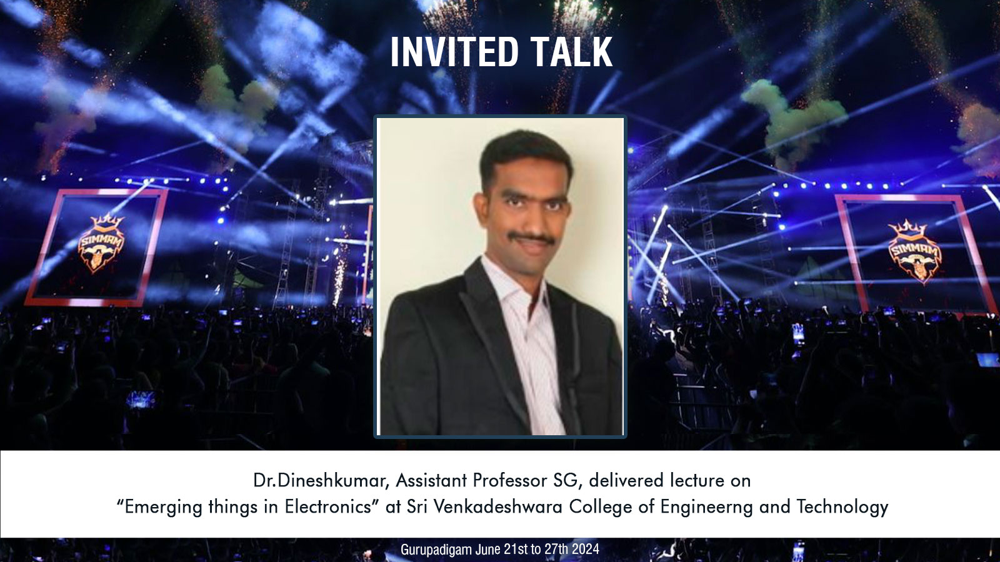 INVITED TALK
SIMMAM
SIMMAM
Dr.Dineshkumar, Assistant Professor SG, delivered lecture on
“Emerging things in Electronics” at Sri Venkadeshwara College of Engineerng and Technology
Gurupadigam June 21st to 27th 2024